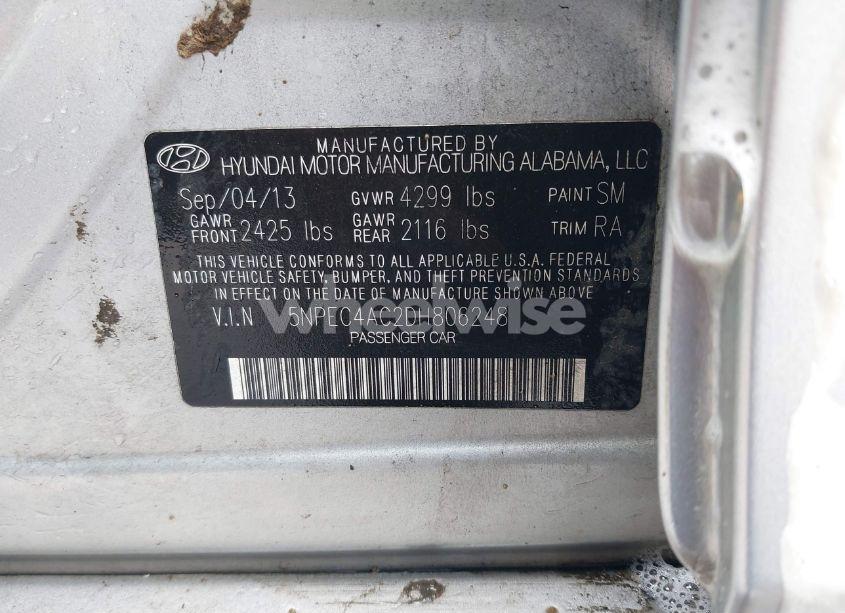 MANUFACTURED BY
HYUNDAI MOTOR MANUFACTURING ALABAMA, LLC
Sep/04/13 GVWR 4299 lbs PAINT SM
GAWR FRONT 2425 lbs GAWR REAR 2116 lbs TRIM RA
THIS VEHICLE CONFORMS TO ALL APPLICABLE U.S.A. FEDERAL
MOTOR VEHICLE SAFETY, BUMPER, AND THEFT PREVENTION STANDARDS
IN EFFECT ON THE DATE OF MANUFACTURE SHOWN ABOVE
V.I.N 5NPEC4AC2DH806248
wheelwise
PASSENGER CAR